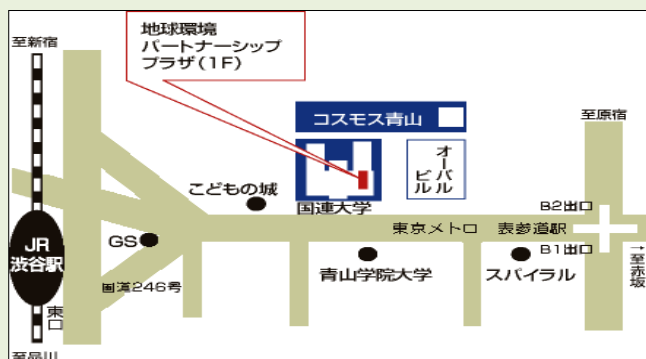 地球環境
パートナーシップ
プラザ(1F)
至新宿
コスモス青山
至原宿
オーバル
ビル
こどもの城
国連大学
B2出口
東京メトロ 表参道駅
JR
渋谷駅
GS
B1出口
青山学院大学
スパイラル
→至赤坂
国道246号
東口
至品川